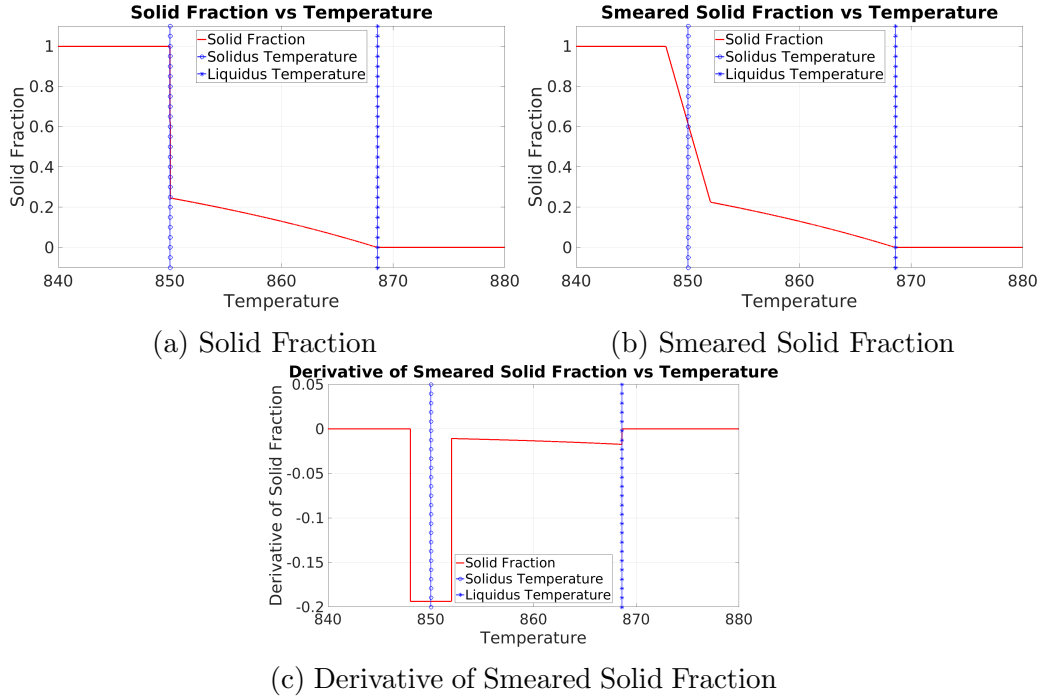 Solid Fraction vs Temperature
Solid Fraction
Solid Fraction
Solidus Temperature
Liquidus Temperature
1
0.8
0.6
0.4
0.2
0
840
850
860
870
880
Temperature
(a) Solid Fraction
Smeared Solid Fraction vs Temperature
Solid Fraction
Solid Fraction
Solidus Temperature
Liquidus Temperature
1
0.8
0.6
0.4
0.2
0
840
850
860
870
880
Temperature
(b) Smeared Solid Fraction
Derivative of Smeared Solid Fraction vs Temperature
Derivative of Solid Fraction
0.05
0
-0.05
-0.1
-0.15
-0.2
Solid Fraction
Solidus Temperature
Liquidus Temperature
840
850
860
870
880
Temperature
(c) Derivative of Smeared Solid Fraction